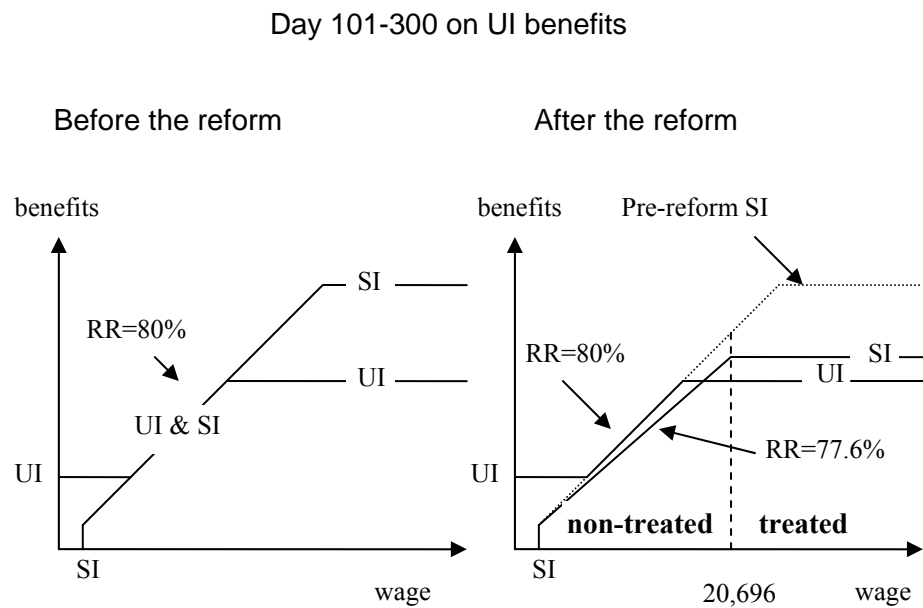 Day 101-300 on UI benefits
Before the reform
After the reform
benefits
SI
RR=80%
UI
UI & SI
UI
SI
wage
benefits
Pre-reform SI
RR=80%
SI
UI
RR=77.6%
UI
non-treated
treated
SI
20,696
wage